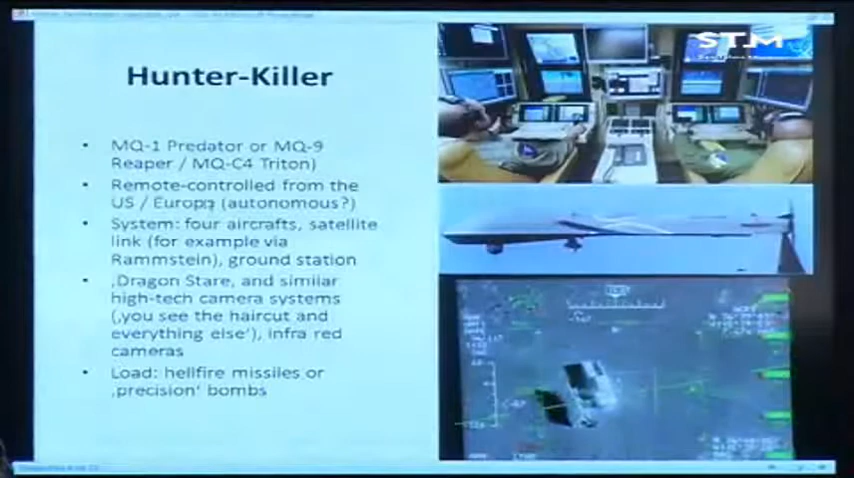 STM
Hunter-Killer
• MQ-1 Predator or MQ-9
Reaper / MQ-C4 Triton)
• Remote-controlled from the
US / Europe (autonomous?)
• System: four aircrafts, satellite
link (for example via
Rammstein), ground station
• ‚Dragon Stare, and similar
high-tech camera systems
(‚you see the haircut and
everything else‘), infra red
cameras
• Load: hellfire missiles or
‚precision‘ bombs